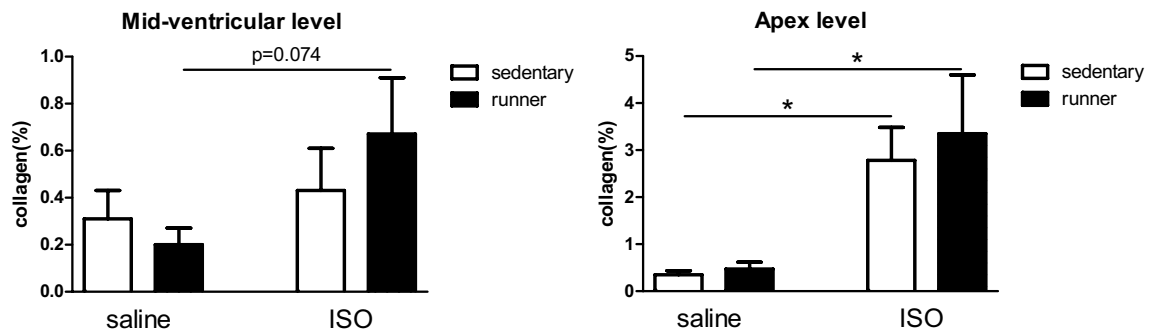 Mid-ventricular level
p=0.074
1.0
0.8
0.6
0.4
0.2
0.0
collagen(%)
saline
ISO
sedentary
runner
Apex level
*
*
5
4
3
2
1
0
collagen(%)
saline
ISO
sedentary
runner